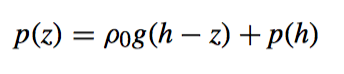 p(z) = ρ₀g(h − z) + p(h)